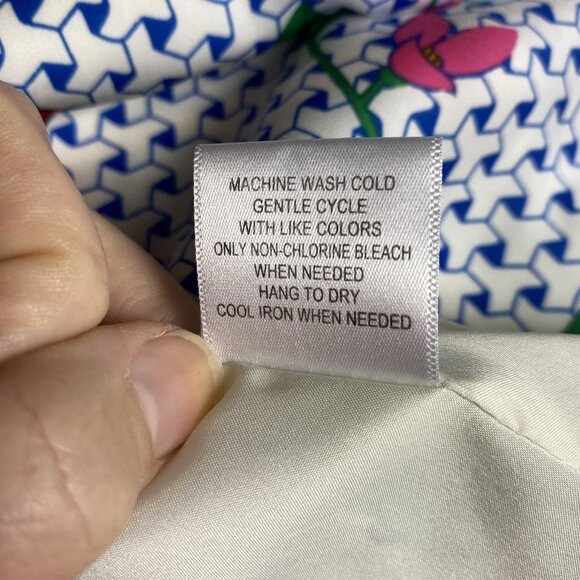 MACHINE WASH COLD
GENTLE CYCLE
WITH LIKE COLORS
ONLY NON-CHLORINE BLEACH
WHEN NEEDED
HANG TO DRY
COOL IRON WHEN NEEDED